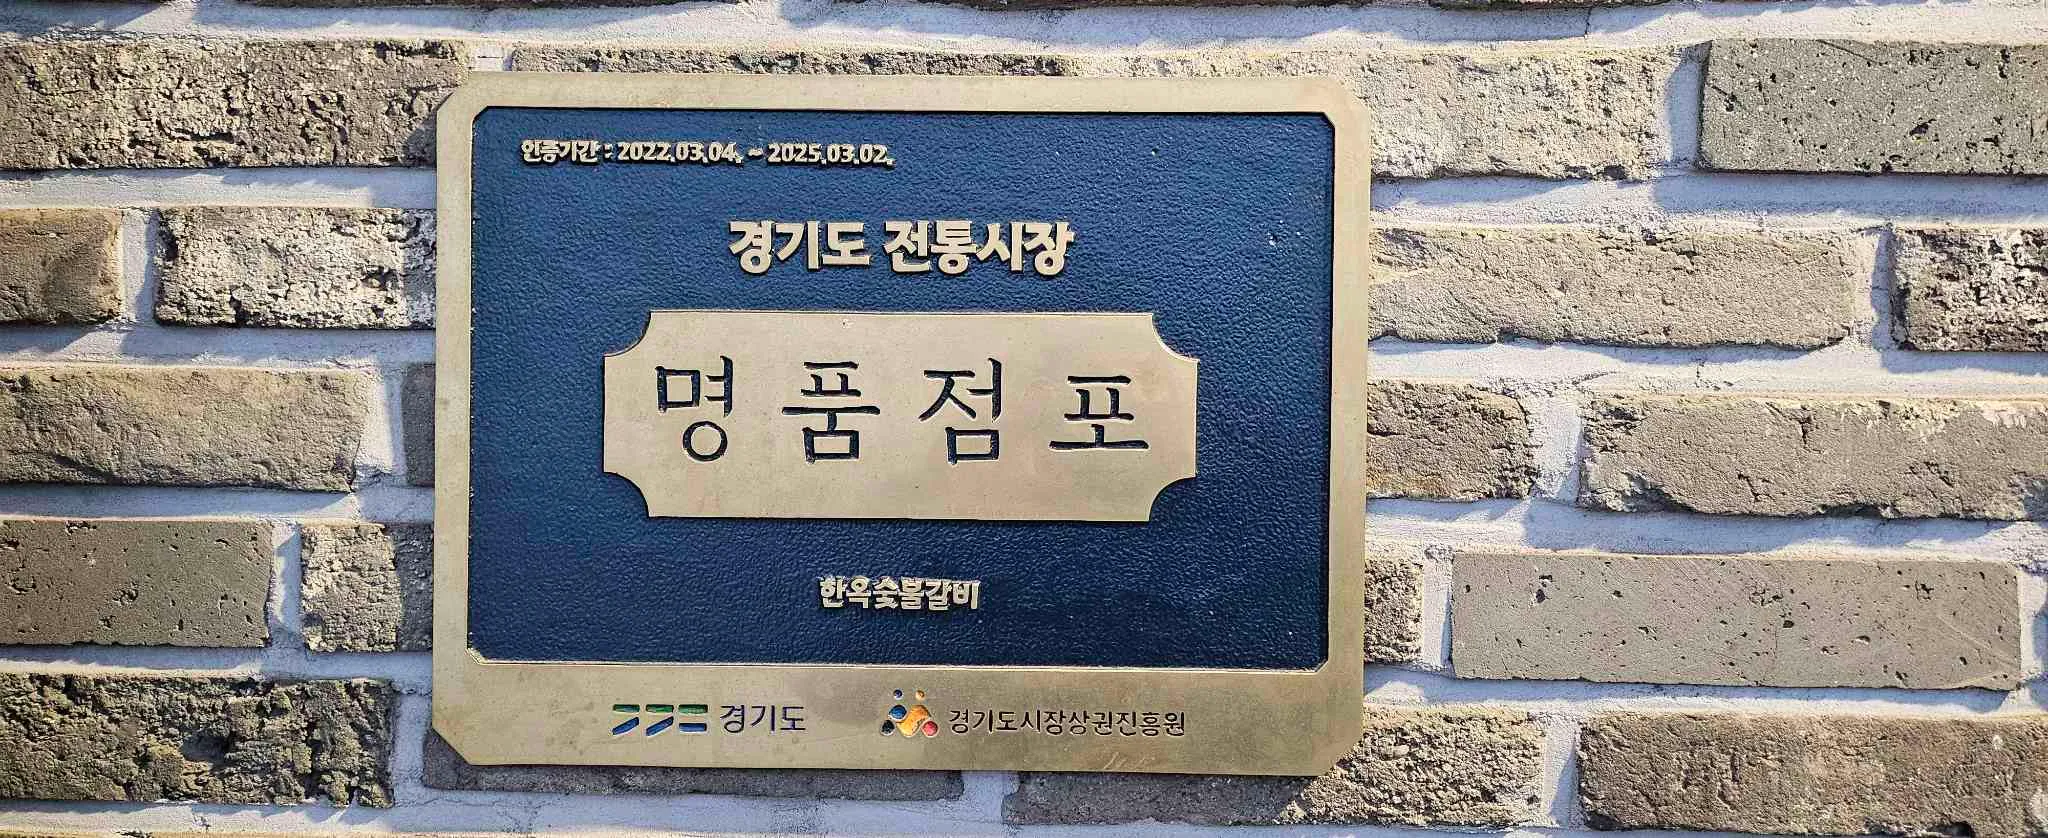 인증기간 : 2022.03.04. ~ 2025.03.02.
경기도 전통시장
명품점포
한옥숯불갈비
경기도
경기도시장상권진흥원